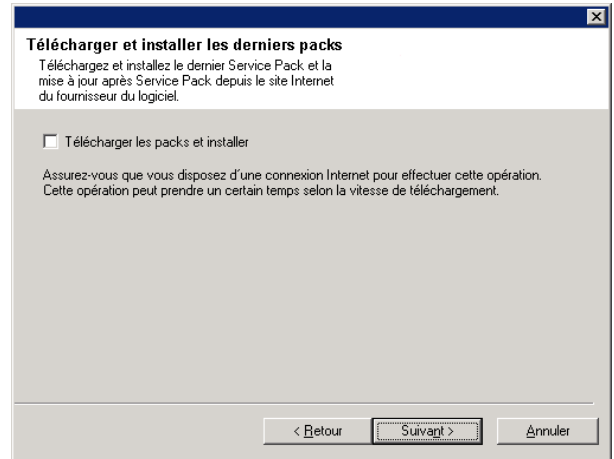 Télécharger et installer les derniers packs
Téléchargez et installez le dernier Service Pack et la
mise à jour après Service Pack depuis le site Internet
du fournisseur du logiciel.
Télécharger les packs et installer
Assurez-vous que vous disposez d'une connexion Internet pour effectuer cette opération.
Cette opération peut prendre un certain temps selon la vitesse de téléchargement.
< Retour
Suivant >
Annuler